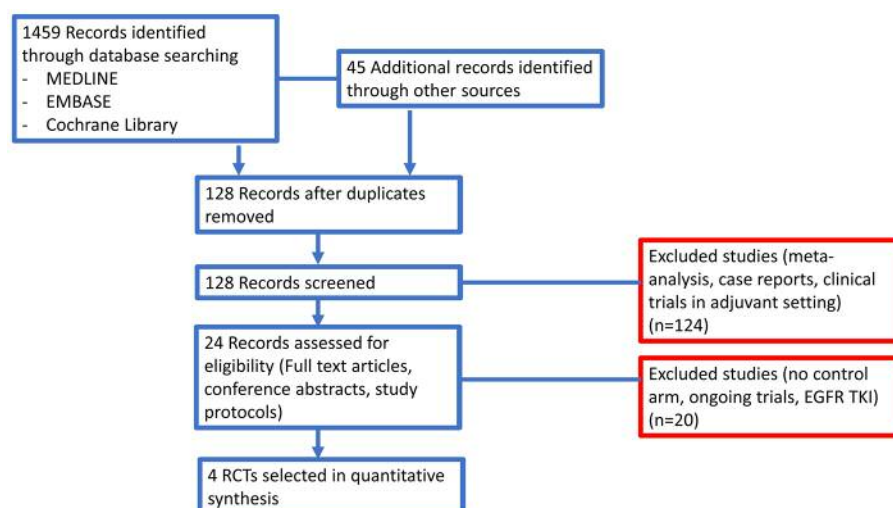 1459 Records identified
through database searching
- MEDLINE
- EMBASE
- Cochrane Library
45 Additional records identified
through other sources
128 Records after duplicates
removed
128 Records screened
Excluded studies (meta-
analysis, case reports, clinical
trials in adjuvant setting)
(n=124)
24 Records assessed for
eligibility (Full text articles,
conference abstracts, study
protocols)
Excluded studies (no control
arm, ongoing trials, EGFR TKI)
(n=20)
4 RCTs selected in quantitative
synthesis